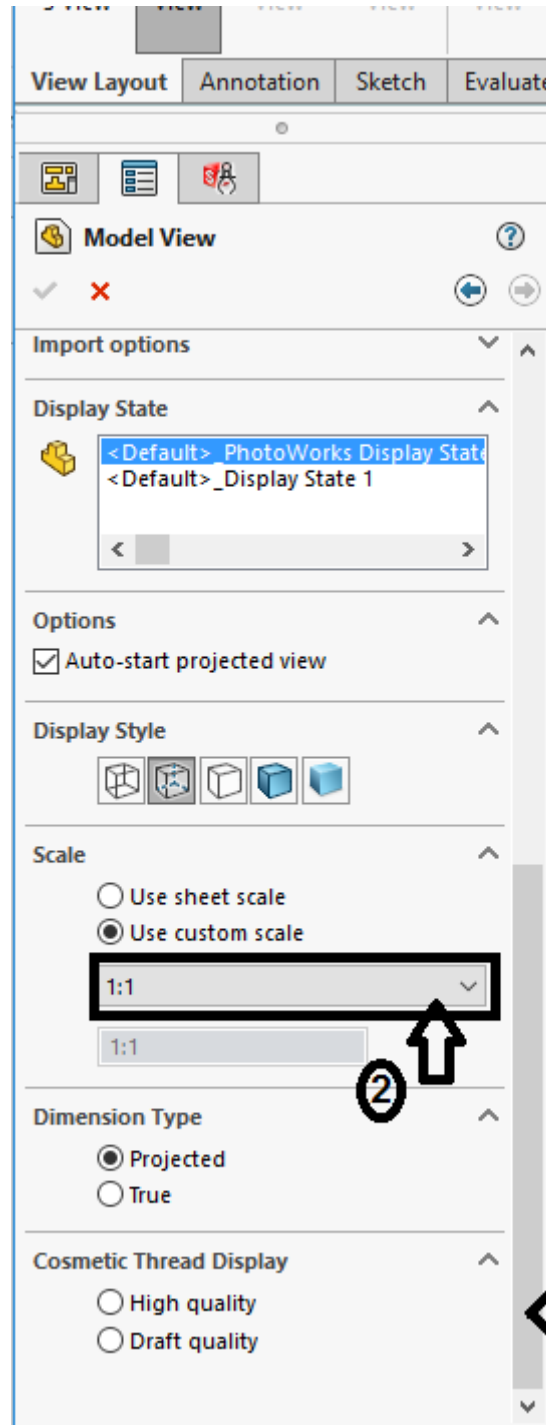 View Layout Annotation Sketch
Model View
Import options
Display State
<Default>_PhotoWorks Display State
<Default>_Display State 1
Options
Auto-start projected view
Display Style
Scale
Use sheet scale
Use custom scale
1:1
1:1
2
Dimension Type
Projected
True
Cosmetic Thread Display
High quality
Draft quality